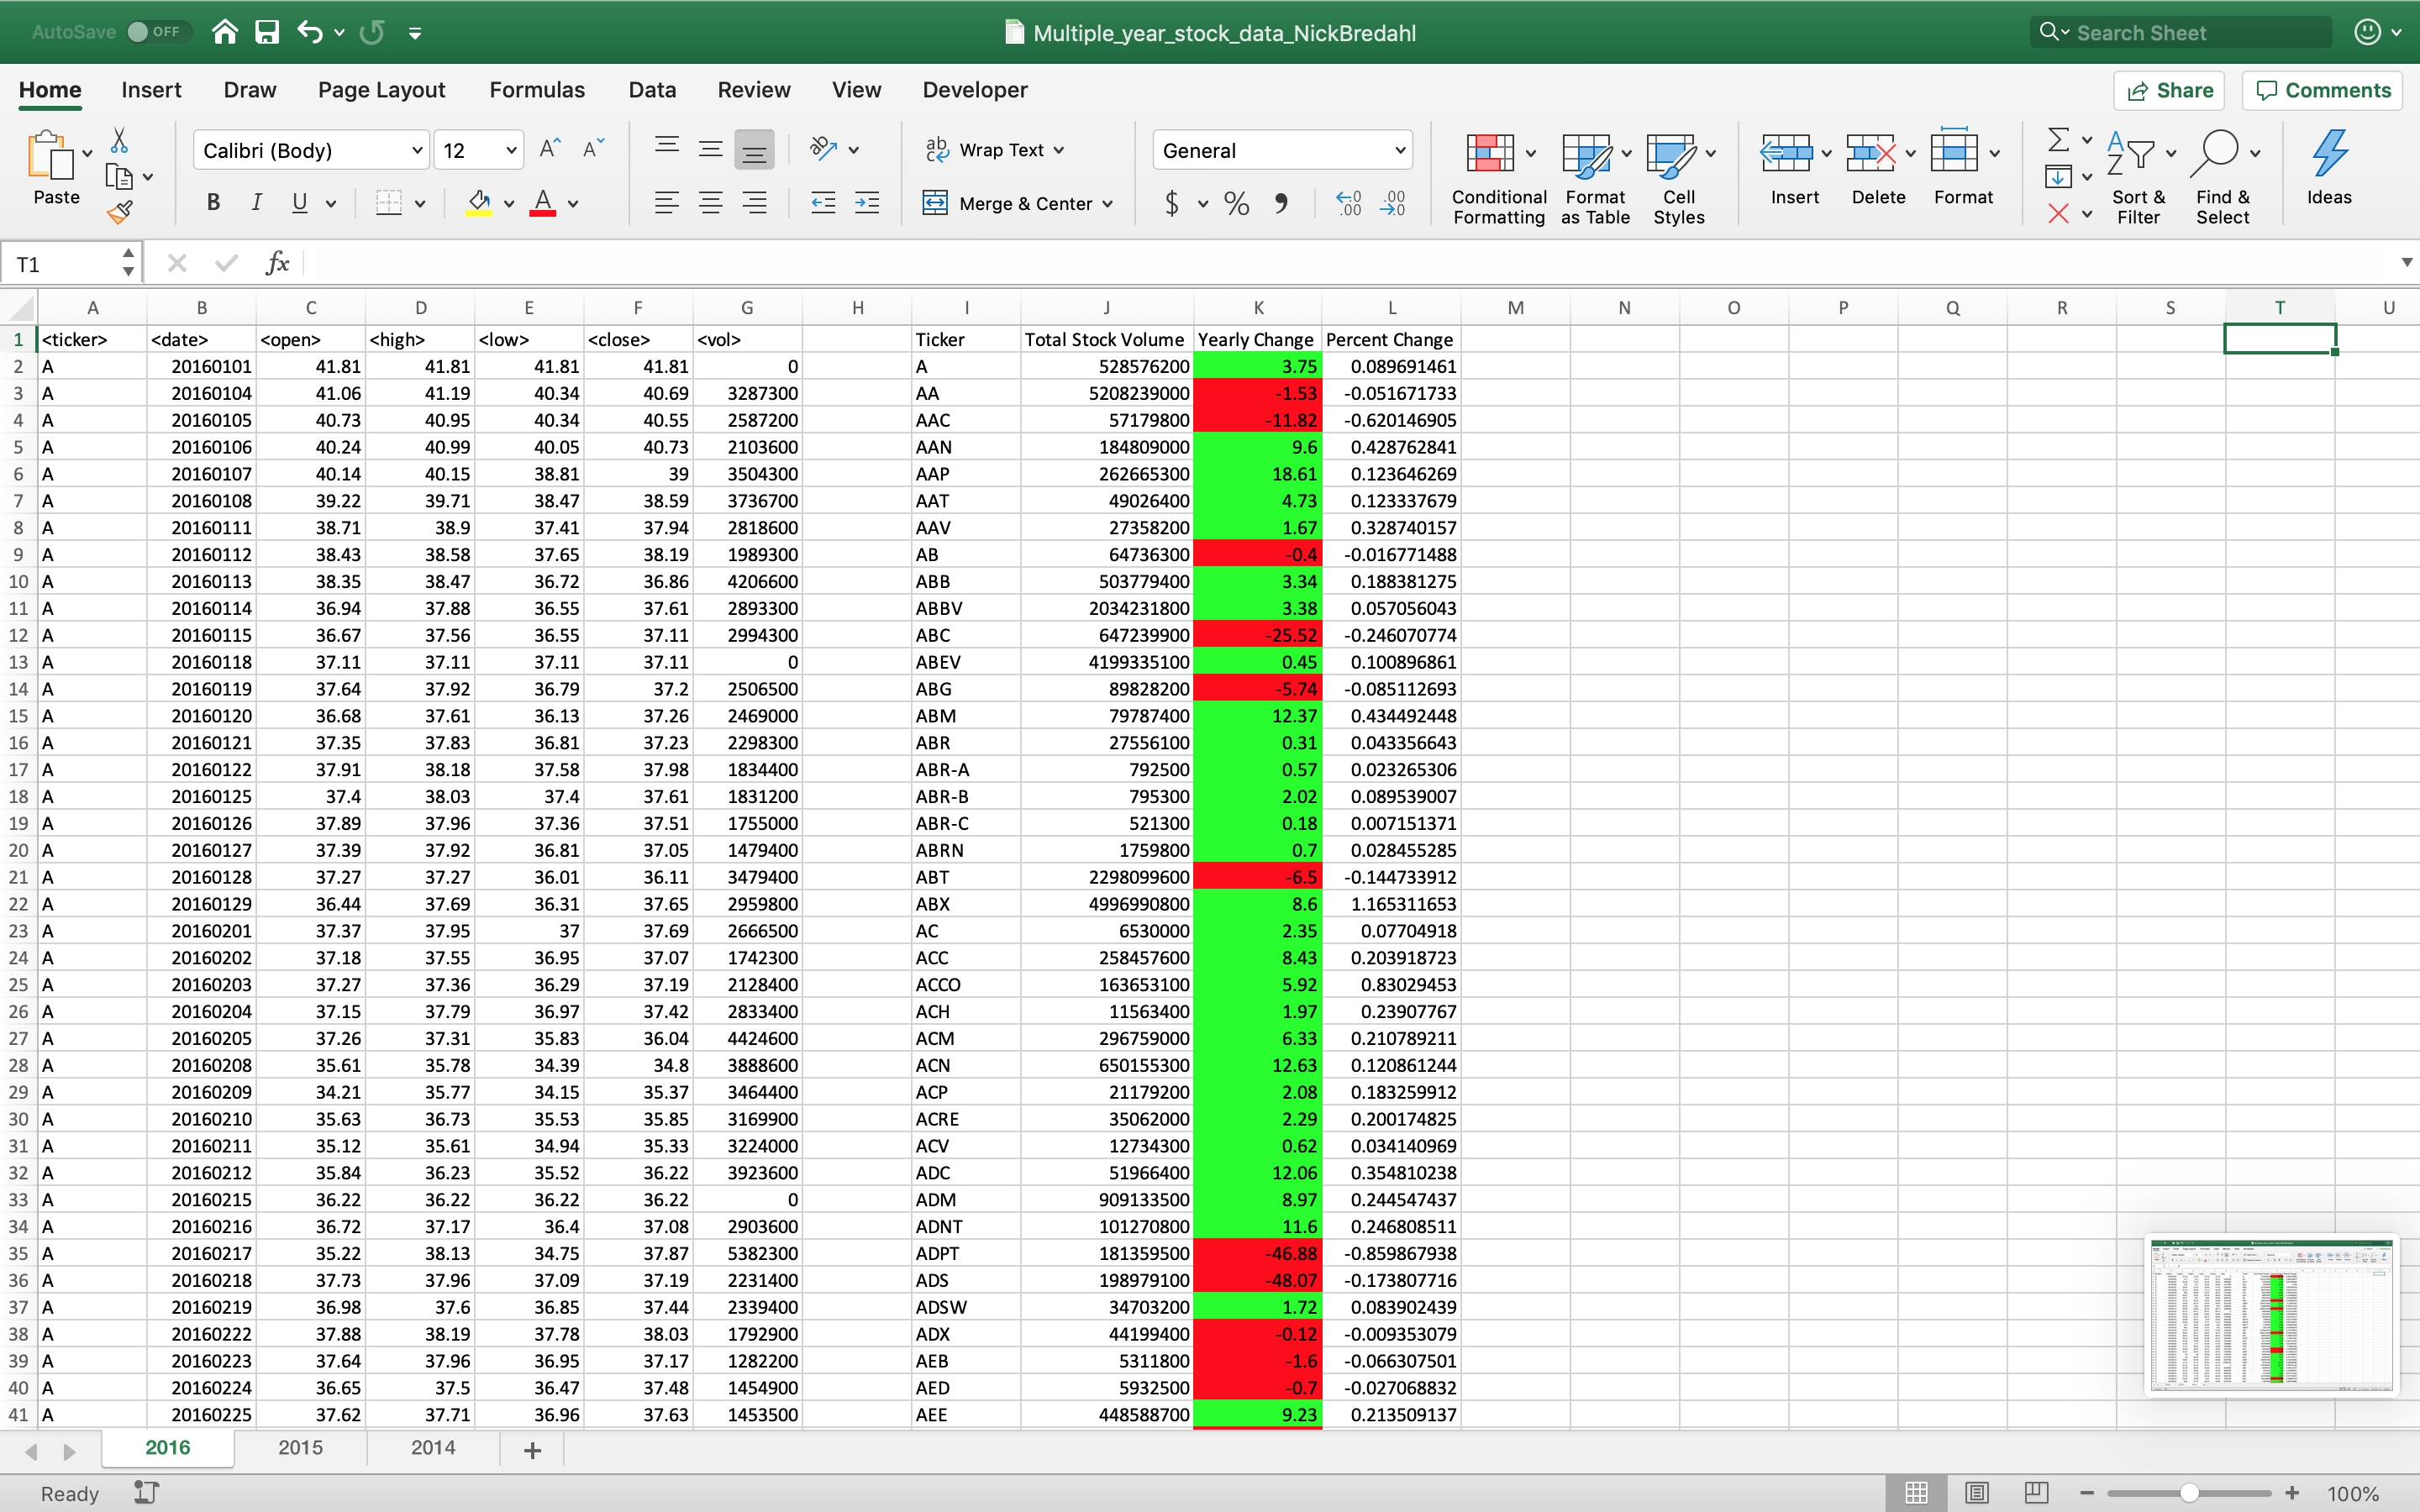 AutoSave OFF Multiple_year_stock_data_NickBredahl Search Sheet
Home Insert Draw Page Layout Formulas Data Review View Developer Share Comments
Paste Calibri (Body) 12 Wrap Text General Conditional Formatting Format as Table Cell Styles Insert Delete Format Sort & Filter Find & Select Ideas
B I U Merge & Center $ % 
T1 fx
A B C D E F G H I J K L M N O P Q R S T U
1 <ticker> <date> <open> <high> <low> <close> <vol> Ticker Total Stock Volume Yearly Change Percent Change
2 A 20160101 41.81 41.81 41.81 41.81 0 A 528576200 3.75 0.089691461
3 A 20160104 41.06 41.19 40.34 40.69 3287300 AA 5208239000 -1.53 -0.051671733
4 A 20160105 40.73 40.95 40.34 40.55 2587200 AAC 57179800 -11.82 -0.620146905
5 A 20160106 40.24 40.99 40.05 40.73 2103600 AAN 184809000 9.6 0.428762841
6 A 20160107 40.14 40.15 38.81 39 3504300 AAP 262665300 18.61 0.123646269
7 A 20160108 39.22 39.71 38.47 38.59 3736700 AAT 49026400 4.73 0.123337679
8 A 20160111 38.71 38.9 37.41 37.94 2818600 AAV 27358200 1.67 0.328740157
9 A 20160112 38.43 38.58 37.65 38.19 1989300 AB 64736300 -0.4 -0.016771488
10 A 20160113 38.35 38.47 36.72 36.86 4206600 ABB 503779400 3.34 0.188381275
11 A 20160114 36.94 37.88 36.55 37.61 2893300 ABBV 2034231800 3.38 0.057056043
12 A 20160115 36.67 37.56 36.55 37.11 2994300 ABC 647239900 -25.52 -0.246070774
13 A 20160118 37.11 37.11 37.11 37.11 0 ABEV 4199335100 0.45 0.100896861
14 A 20160119 37.64 37.92 36.79 37.2 2506500 ABG 89828200 -5.74 -0.085112693
15 A 20160120 36.68 37.61 36.13 37.26 2469000 ABM 79787400 12.37 0.434492448
16 A 20160121 37.35 37.83 36.81 37.23 2298300 ABR 27556100 0.31 0.043356643
17 A 20160122 37.91 38.18 37.58 37.98 1834400 ABR-A 792500 0.57 0.023265306
18 A 20160125 37.4 38.03 37.4 37.61 1831200 ABR-B 795300 2.02 0.089539007
19 A 20160126 37.89 37.96 37.36 37.51 1755000 ABR-C 521300 0.18 0.007151371
20 A 20160127 37.39 37.92 36.81 37.05 1479400 ABRN 1759800 0.7 0.028455285
21 A 20160128 37.27 37.27 36.01 36.11 3479400 ABT 2298099600 -6.5 -0.144733912
22 A 20160129 36.44 37.69 36.31 37.65 2959800 ABX 4996990800 8.6 1.165311653
23 A 20160201 37.37 37.95 37 37.69 2666500 AC 6530000 2.35 0.07704918
24 A 20160202 37.18 37.55 36.95 37.07 1742300 ACC 258457600 8.43 0.203918723
25 A 20160203 37.27 37.36 36.29 37.19 2128400 ACCO 163653100 5.92 0.83029453
26 A 20160204 37.15 37.79 36.97 37.42 2833400 ACH 11563400 1.97 0.23907767
27 A 20160205 37.26 37.31 35.83 36.04 4424600 ACM 296759000 6.33 0.210789211
28 A 20160208 35.61 35.78 34.39 34.8 3888600 ACN 650155300 12.63 0.120861244
29 A 20160209 34.21 35.77 34.15 35.37 3464400 ACP 21179200 2.08 0.183259912
30 A 20160210 35.63 36.73 35.53 35.85 3169900 ACRE 35062000 2.29 0.200174825
31 A 20160211 35.12 35.61 34.94 35.33 3224000 ACV 12734300 0.62 0.034140969
32 A 20160212 35.84 36.23 35.52 36.22 3923600 ADC 51966400 12.06 0.354810238
33 A 20160215 36.22 36.22 36.22 36.22 0 ADM 909133500 8.97 0.244547437
34 A 20160216 36.72 37.17 36.4 37.08 2903600 ADNT 101270800 11.6 0.246808511
35 A 20160217 35.22 38.13 34.75 37.87 5382300 ADPT 181359500 -46.88 -0.859867938
36 A 20160218 37.73 37.96 37.09 37.19 2231400 ADS 198979100 -48.07 -0.173807716
37 A 20160219 36.98 37.6 36.85 37.44 2339400 ADSW 34703200 1.72 0.083902439
38 A 20160222 37.88 38.19 37.78 38.03 1792900 ADX 44199400 -0.12 -0.009353079
39 A 20160223 37.64 37.96 36.95 37.17 1282200 AEB 5311800 -1.6 -0.066307501
40 A 20160224 36.65 37.5 36.47 37.48 1454900 AED 5932500 -0.7 -0.027068832
41 A 20160225 37.62 37.71 36.96 37.63 1453500 AEE 448588700 9.23 0.213509137
2016 2015 2014 +
Ready 100%